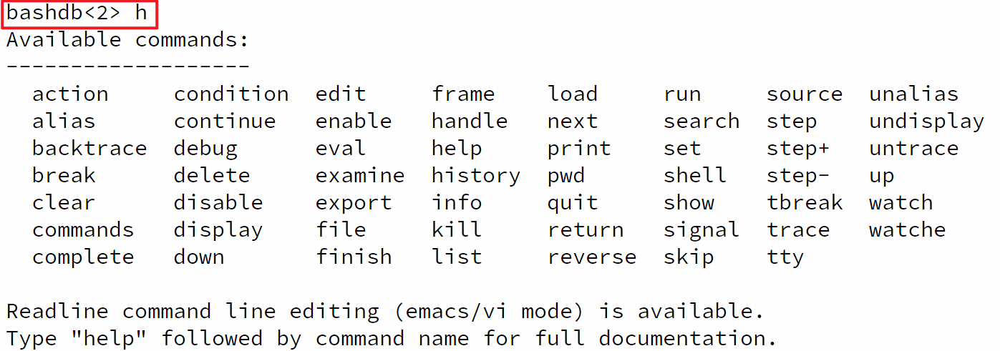 bashdb<2> h
Available commands:
-------------------
  action     condition  edit     frame    load     run     source  unalias
  alias      continue   enable   handle   next     search  step    undisplay
  backtrace  debug      eval     help     print    set     step+   untrace
  break      delete     examine  history  pwd      shell   step-   up
  clear      disable    export   info     quit     show    tbreak  watch
  commands   display    file     kill     return   signal  trace   watche
  complete   down       finish   list     reverse  skip    tty

Readline command line editing (emacs/vi mode) is available.
Type "help" followed by command name for full documentation.